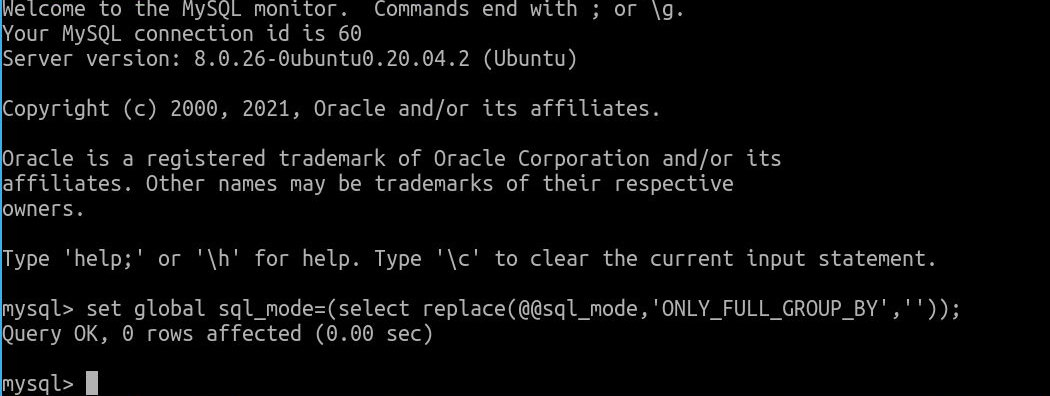 Welcome to the MySQL monitor.  Commands end with ; or \g.
Your MySQL connection id is 60
Server version: 8.0.26-0ubuntu0.20.04.2 (Ubuntu)
Copyright (c) 2000, 2021, Oracle and/or its affiliates.
Oracle is a registered trademark of Oracle Corporation and/or its
affiliates. Other names may be trademarks of their respective
owners.
Type 'help;' or '\h' for help. Type '\c' to clear the current input statement.
mysql> set global sql_mode=(select replace(@@sql_mode,'ONLY_FULL_GROUP_BY',''));
Query OK, 0 rows affected (0.00 sec)
mysql>